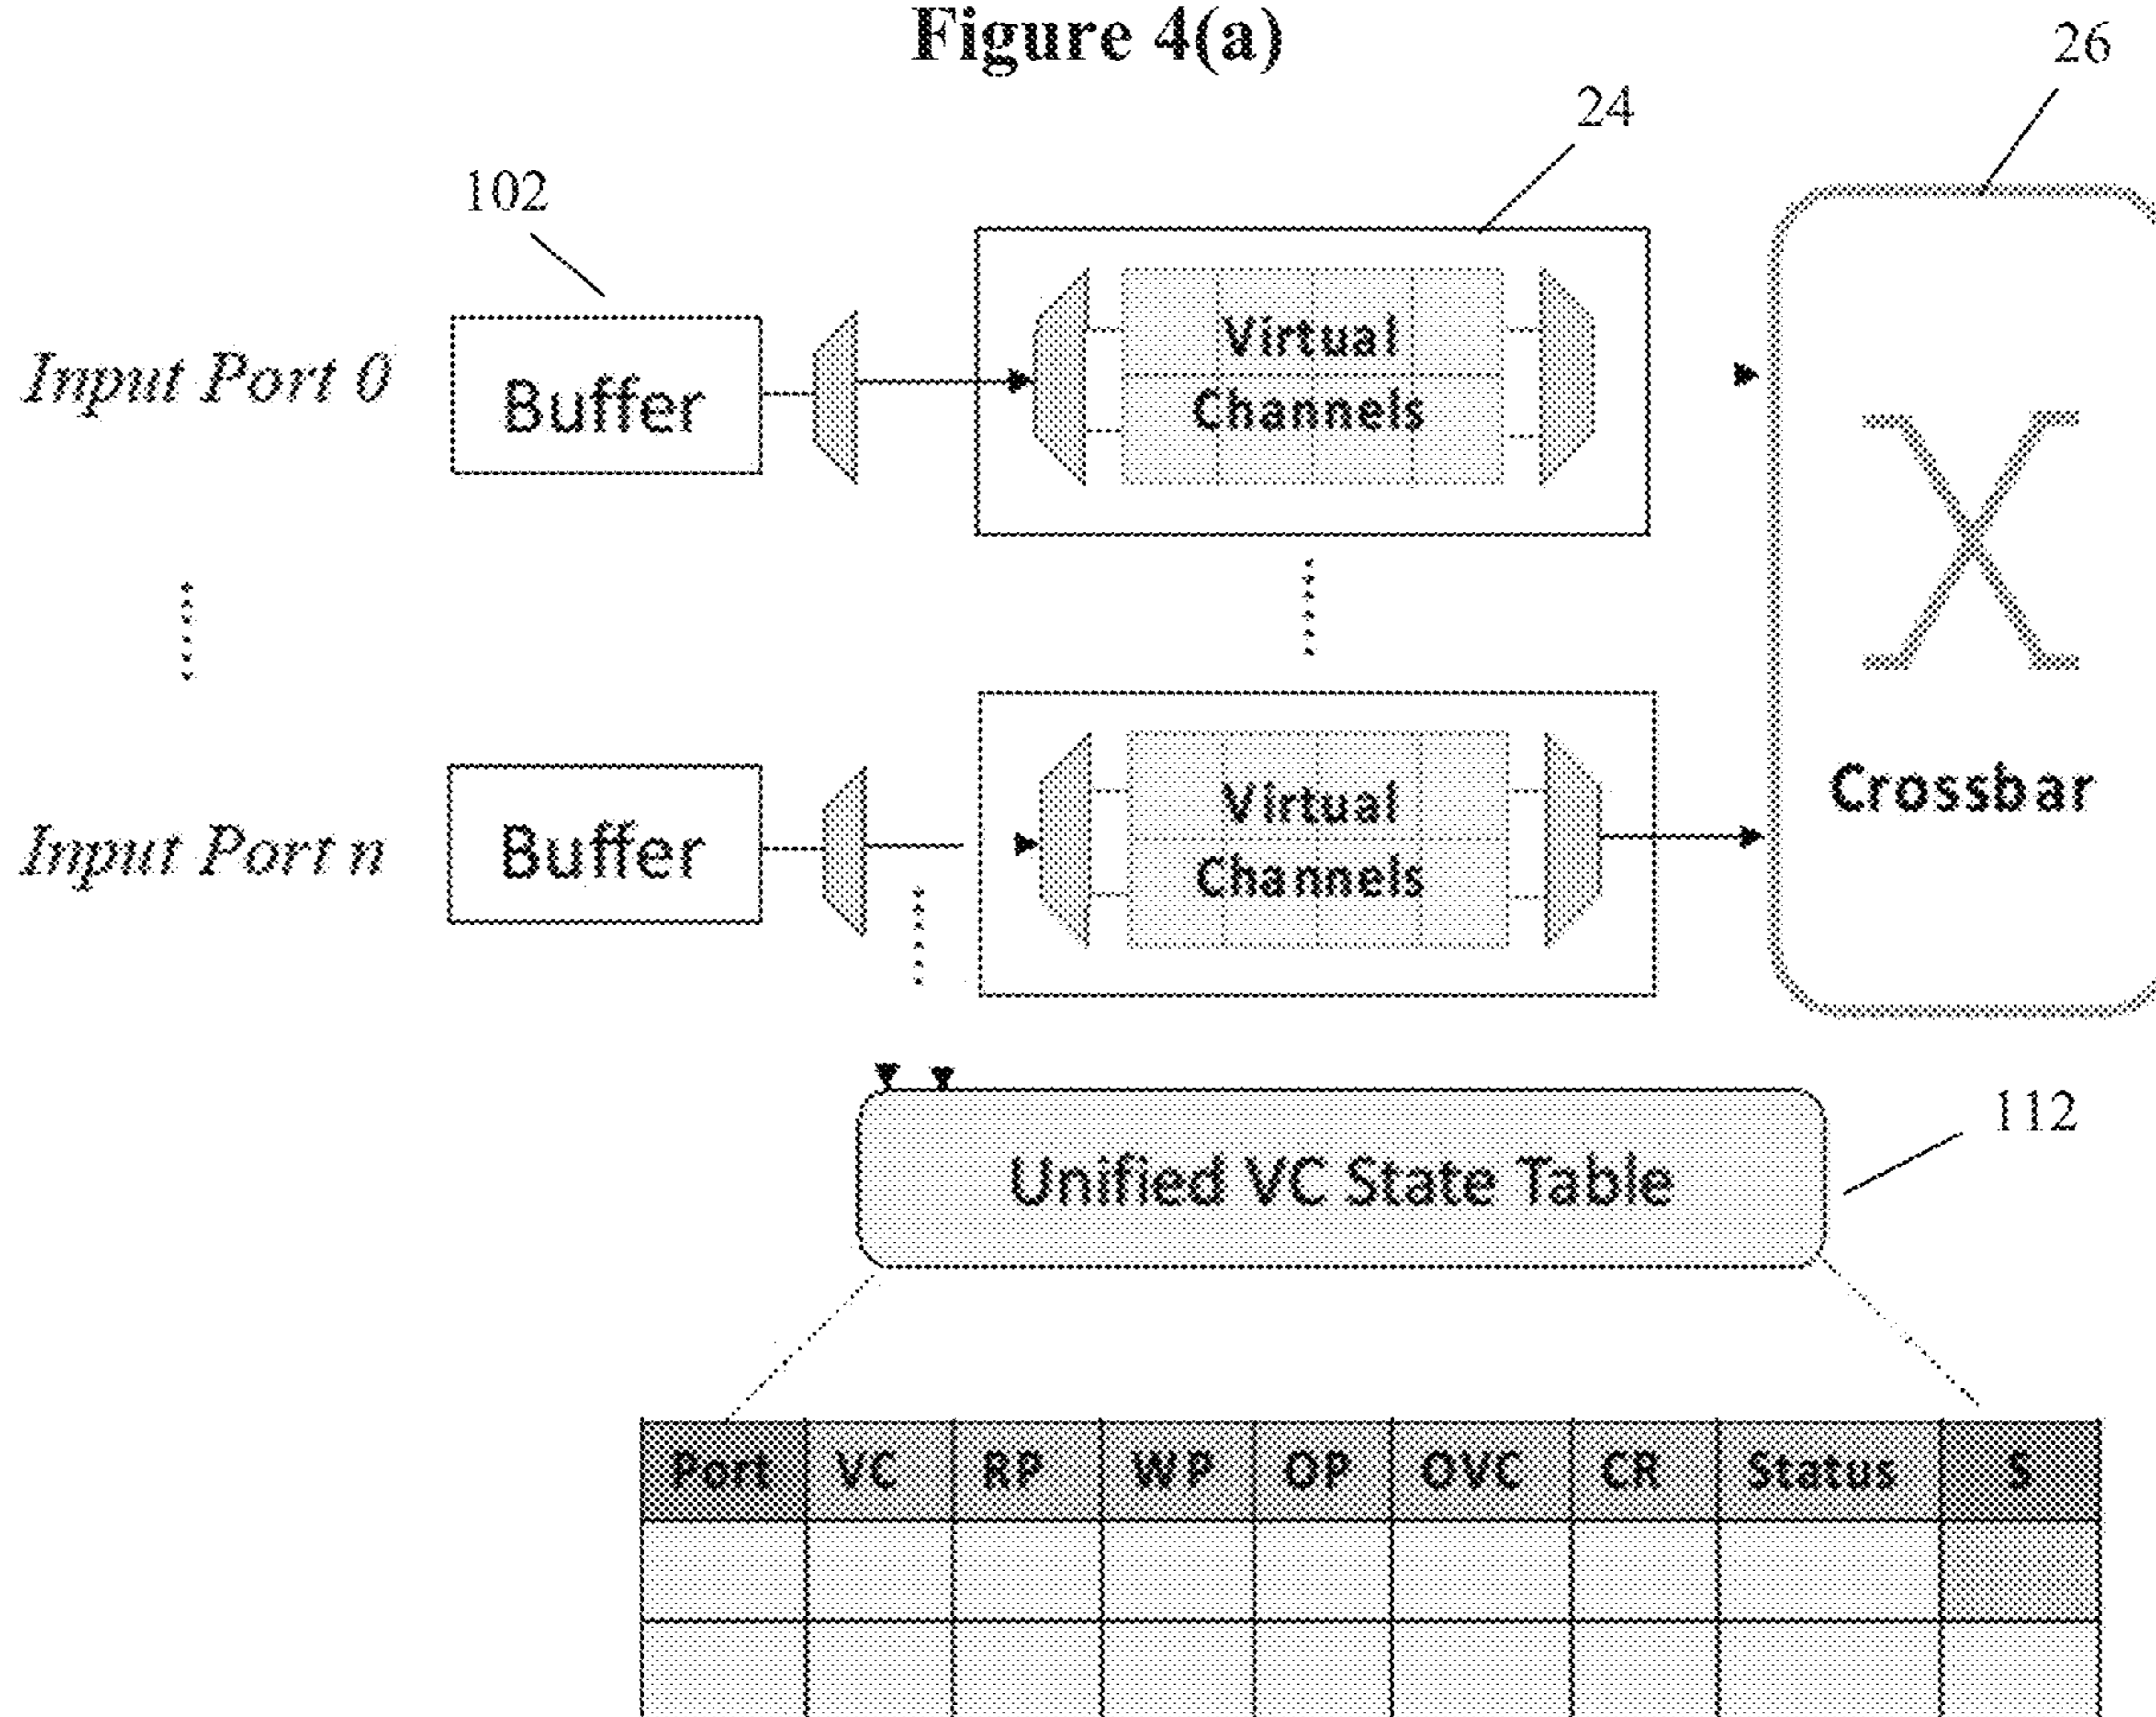 Figure 4(a)
26
24
102
Input Port 0
Buffer
Virtual
Channels
Input Port n
Buffer
Virtual
Channels
Crossbar
112
Unified VC State Table
Port VC RP WP OP OVC CR Status S